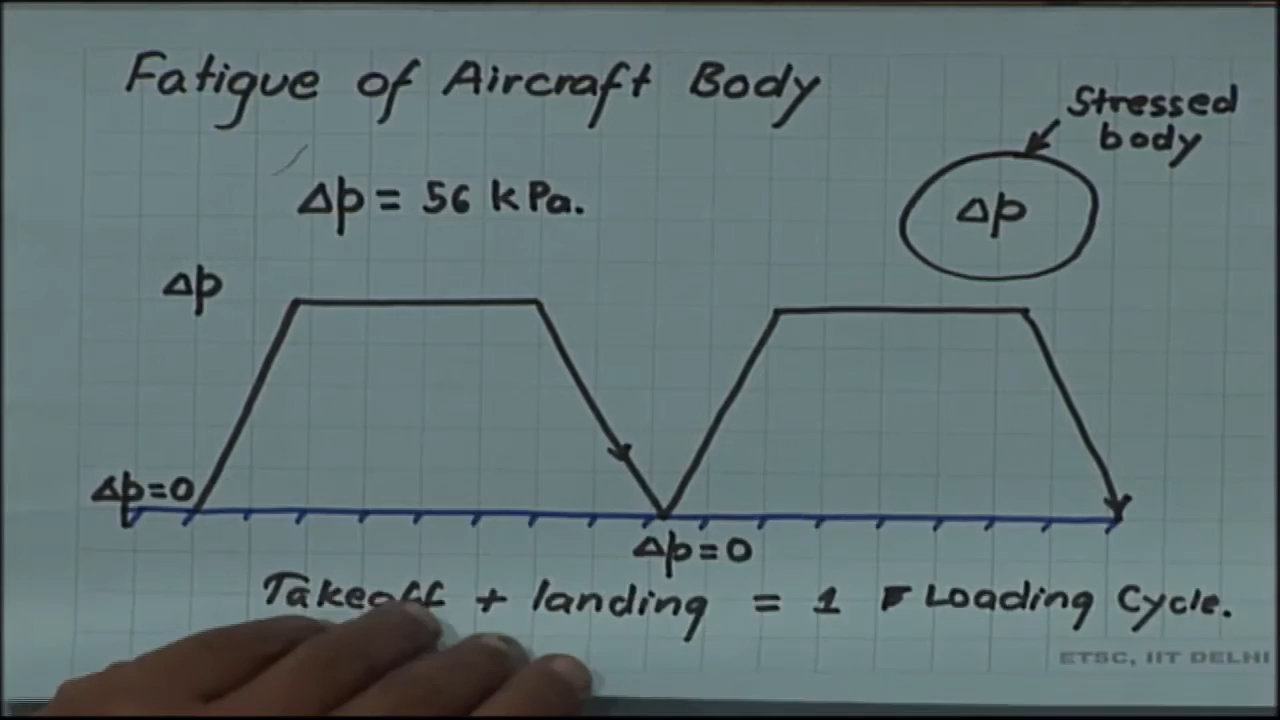 Fatigue of Aircraft Body
Stressed
body
Δp = 56 kPa.
Δp
Δp
Δp=0
Δp=0
Takeoff + landing = 1 Loading Cycle.
ETSC, IIT DELHI